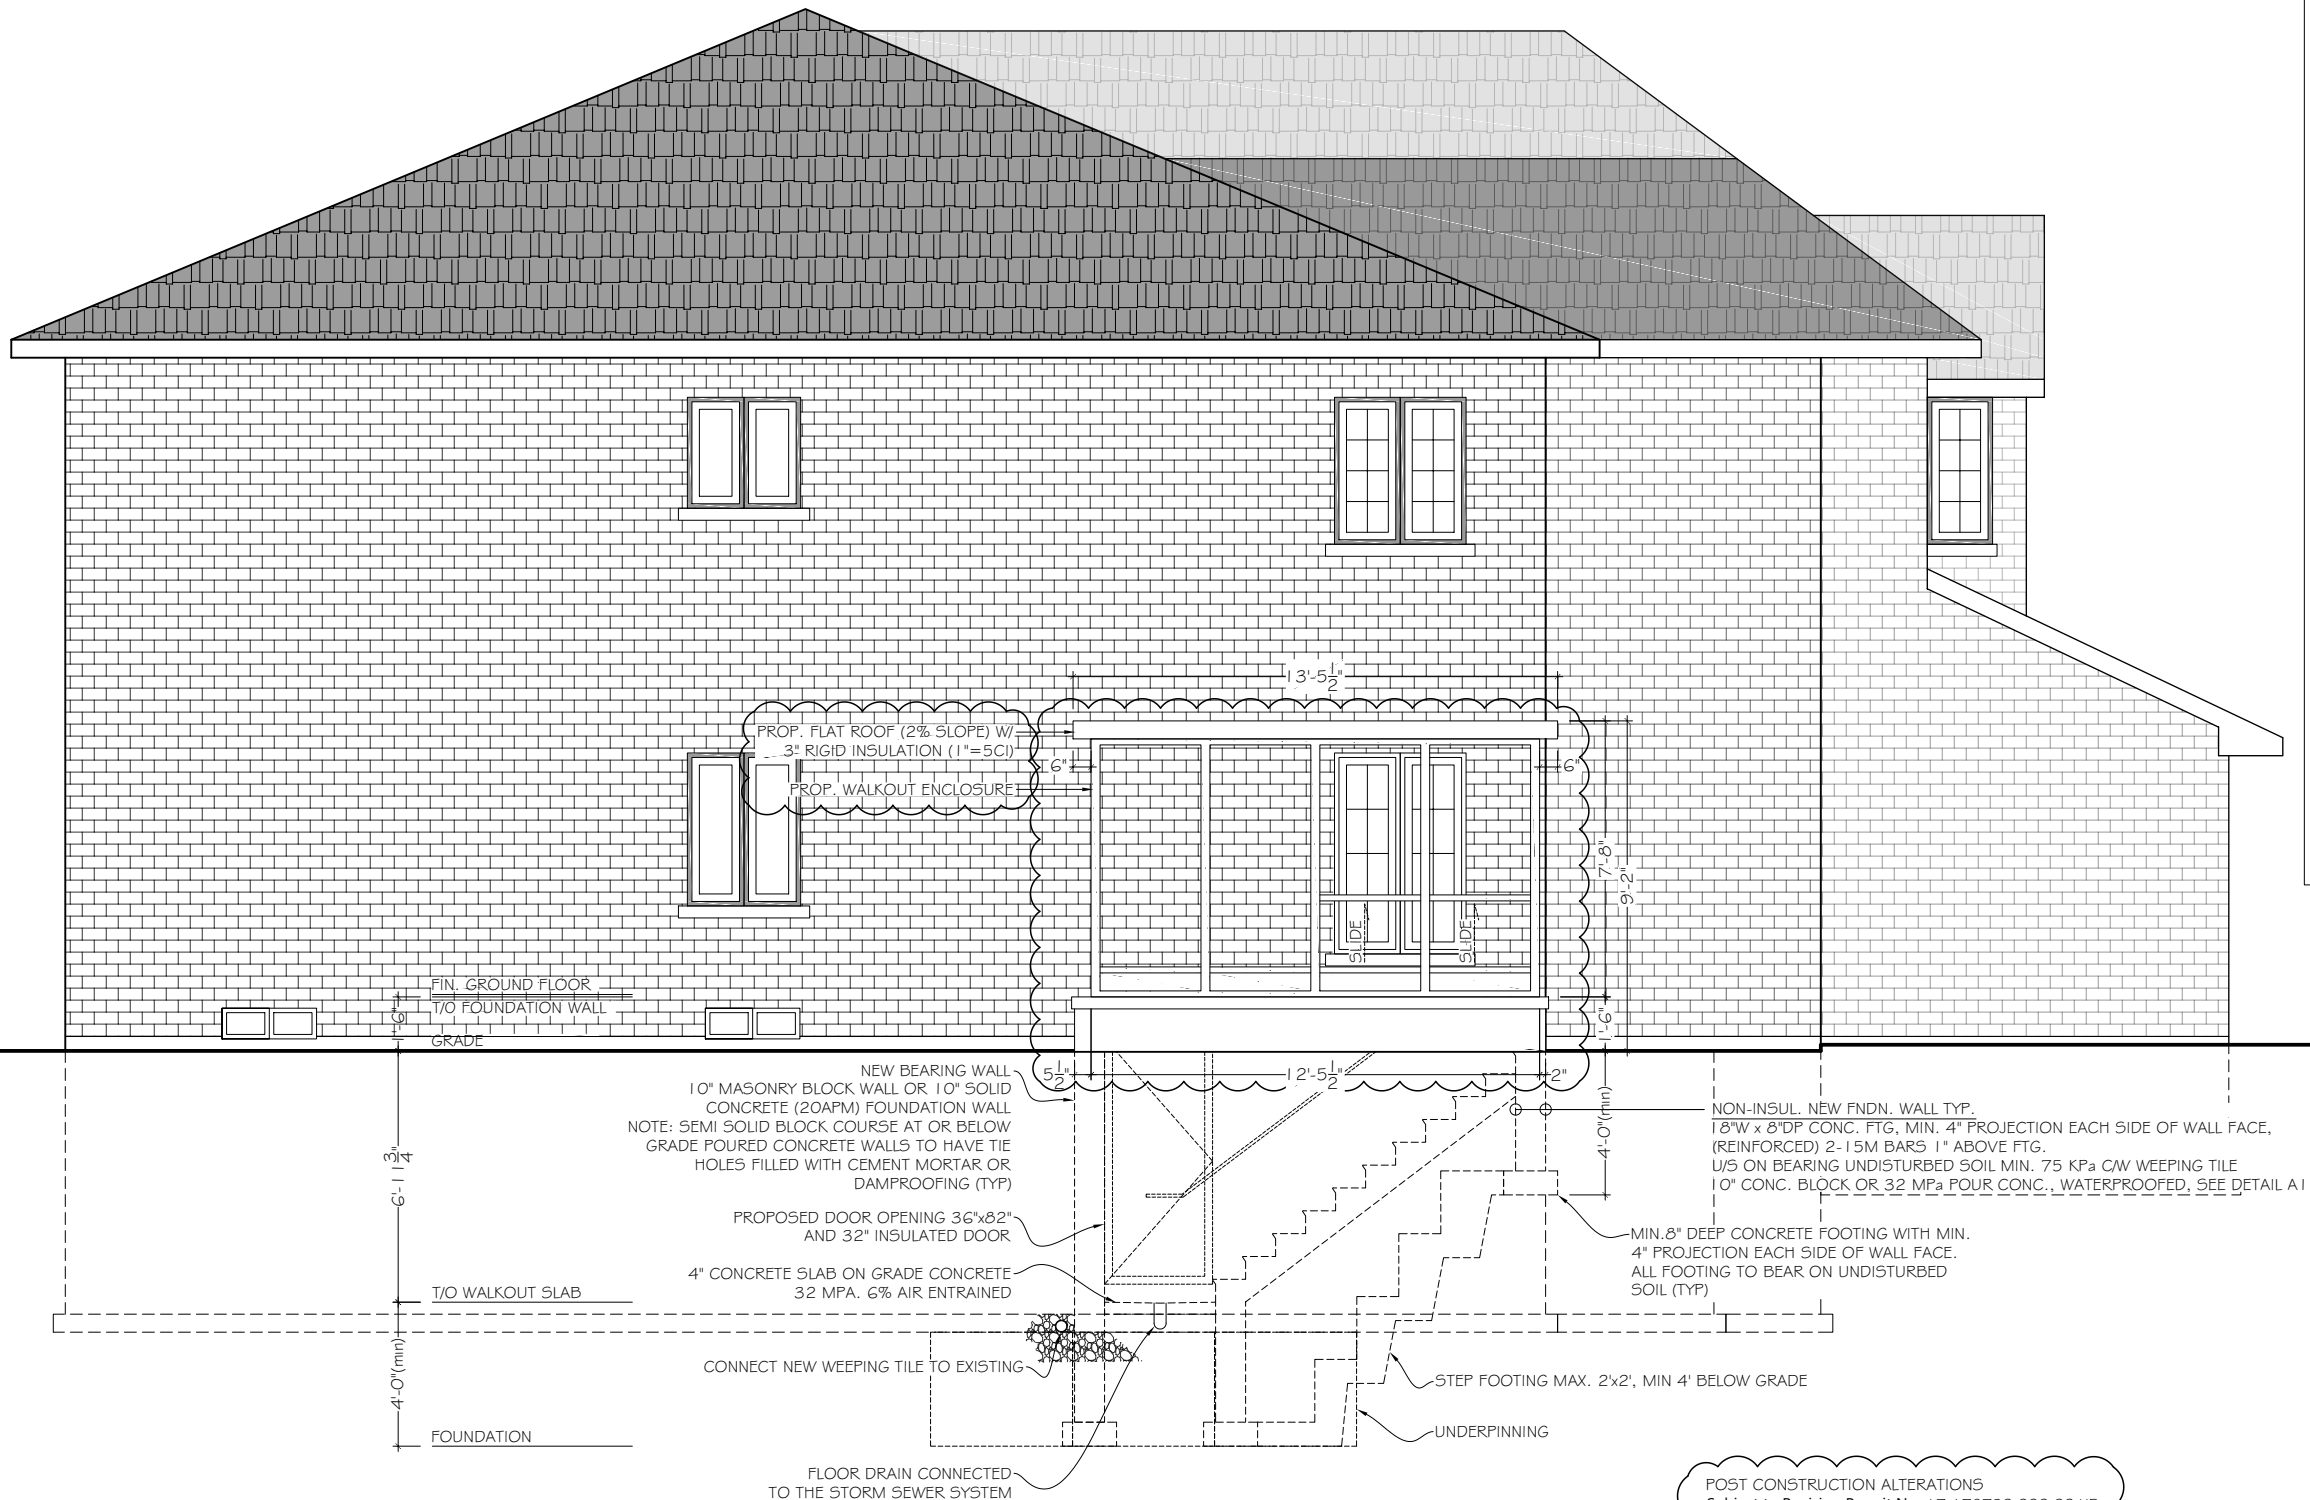 13'-5 1/2"
PROP. FLAT ROOF (2% SLOPE) W/
3" RIGID INSULATION (1"=5CI)
PROP. WALKOUT ENCLOSURE
6"
6"
7'-8"
9'-2"
SLIDE
SLIDE
FIN. GROUND FLOOR
T/O FOUNDATION WALL
1'-6"
GRADE
1'-6"
5 1/2"
12'-5 1/2"
2"
NEW BEARING WALL
10" MASONRY BLOCK WALL OR 10" SOLID
CONCRETE (20APM) FOUNDATION WALL
NOTE: SEMI SOLID BLOCK COURSE AT OR BELOW
GRADE POURED CONCRETE WALLS TO HAVE TIE
HOLES FILLED WITH CEMENT MORTAR OR
DAMPROOFING (TYP)
4'-0"(min)
NON-INSUL. NEW FNDN. WALL TYP.
18"W x 8"DP CONC. FTG, MIN. 4" PROJECTION EACH SIDE OF WALL FACE,
(REINFORCED) 2-15M BARS 1" ABOVE FTG.
U/S ON BEARING UNDISTURBED SOIL MIN. 75 KPa C/W WEEPING TILE
10" CONC. BLOCK OR 32 MPa POUR CONC., WATERPROOFED, SEE DETAIL A1
6'-11 3/4"
PROPOSED DOOR OPENING 36"x82"
AND 32" INSULATED DOOR
MIN.8" DEEP CONCRETE FOOTING WITH MIN.
4" PROJECTION EACH SIDE OF WALL FACE.
ALL FOOTING TO BEAR ON UNDISTURBED
SOIL (TYP)
4" CONCRETE SLAB ON GRADE CONCRETE
32 MPA. 6% AIR ENTRAINED
T/O WALKOUT SLAB
CONNECT NEW WEEPING TILE TO EXISTING
STEP FOOTING MAX. 2'x2', MIN 4' BELOW GRADE
4'-0"(min)
FOUNDATION
UNDERPINNING
FLOOR DRAIN CONNECTED
TO THE STORM SEWER SYSTEM
POST CONSTRUCTION ALTERATIONS